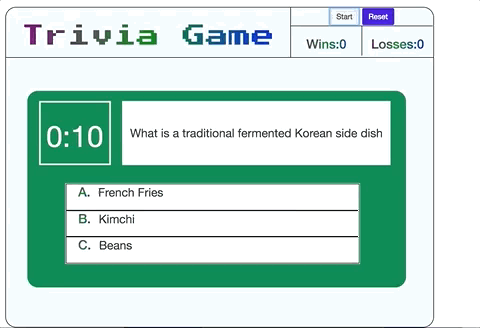 Trivia Game
Start Reset
Wins:0 Losses:0
0:10
What is a traditional fermented Korean side dish
A. French Fries
B. Kimchi
C. Beans